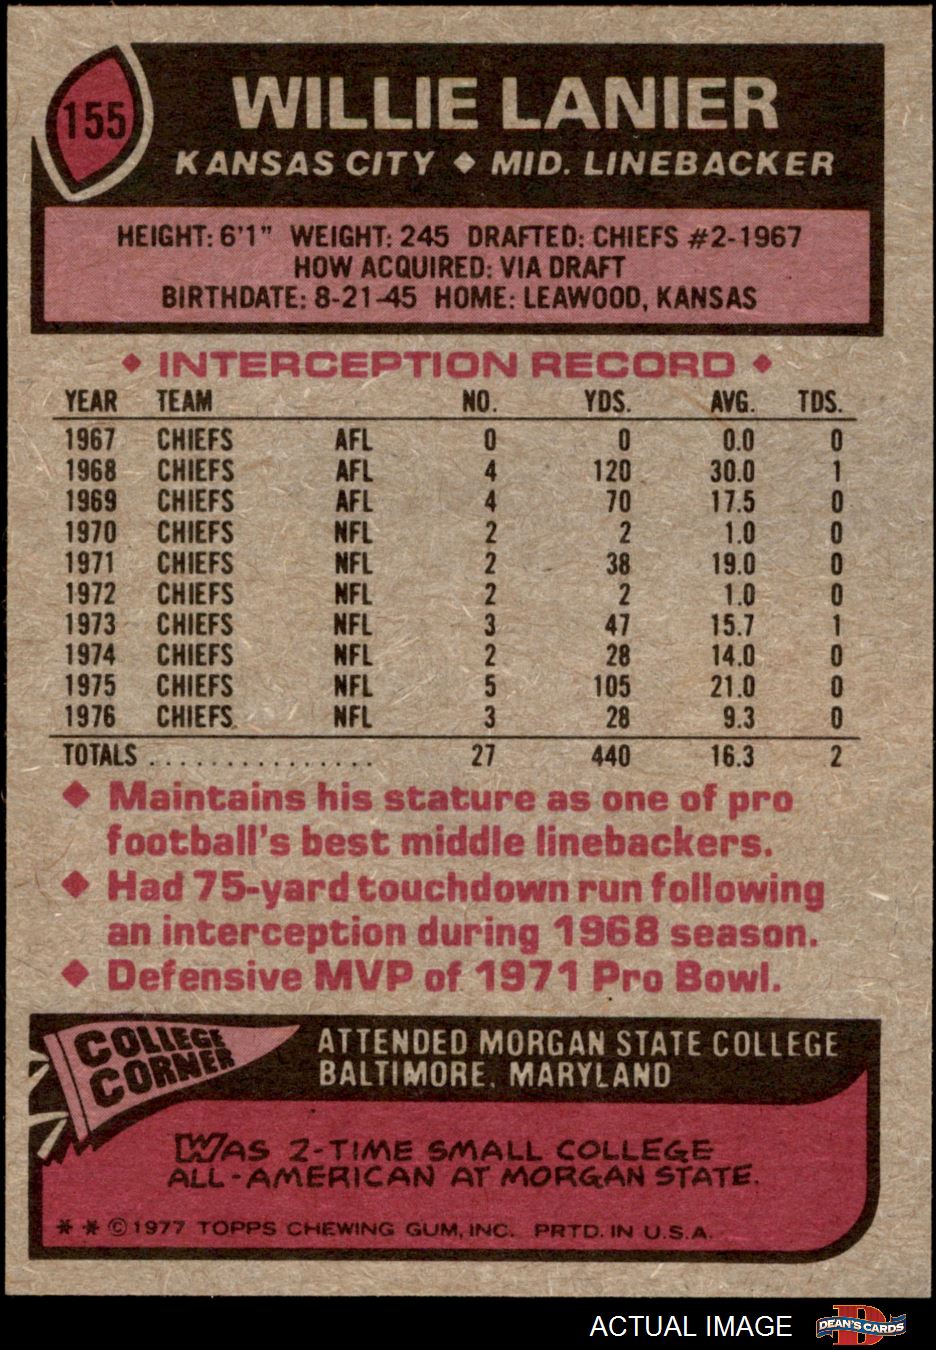 155
WILLIE LANIER
KANSAS CITY ◆ MID. LINEBACKER
HEIGHT: 6'1" WEIGHT: 245 DRAFTED: CHIEFS #2-1967
HOW ACQUIRED: VIA DRAFT
BIRTHDATE: 8-21-45 HOME: LEAWOOD, KANSAS
◆ INTERCEPTION RECORD ◆
YEAR TEAM NO. YDS. AVG. TDS.
1967 CHIEFS AFL 0 0 0.0 0
1968 CHIEFS AFL 4 120 30.0 1
1969 CHIEFS AFL 4 70 17.5 0
1970 CHIEFS NFL 2 2 1.0 0
1971 CHIEFS NFL 2 38 19.0 0
1972 CHIEFS NFL 2 2 1.0 0
1973 CHIEFS NFL 3 47 15.7 1
1974 CHIEFS NFL 2 28 14.0 0
1975 CHIEFS NFL 5 105 21.0 0
1976 CHIEFS NFL 3 28 9.3 0
TOTALS . . . . . . . . . . . . . . . 27 440 16.3 2
◆ Maintains his stature as one of pro
football's best middle linebackers.
◆ Had 75-yard touchdown run following
an interception during 1968 season.
◆ Defensive MVP of 1971 Pro Bowl.
COLLEGE
CORNER
ATTENDED MORGAN STATE COLLEGE
BALTIMORE, MARYLAND
WAS 2-TIME SMALL COLLEGE
ALL-AMERICAN AT MORGAN STATE.
* * © 1977 TOPPS CHEWING GUM, INC. PRTD. IN U.S.A.
ACTUAL IMAGE
D
DEAN'S CARDS